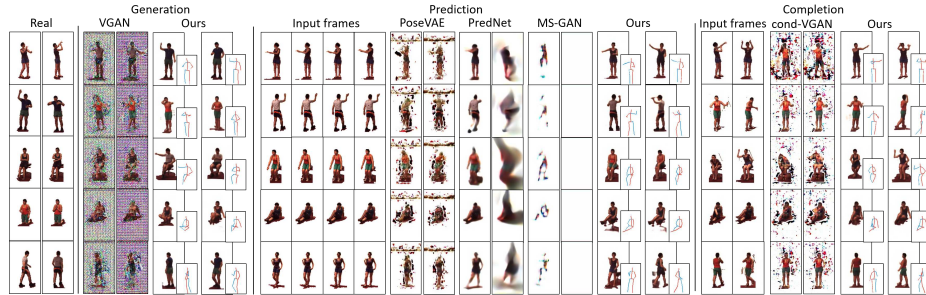 Generation
Prediction
Completion
Real
VGAN
Ours
Input frames
PoseVAE
PredNet
MS-GAN
Ours
Input frames
cond-VGAN
Ours